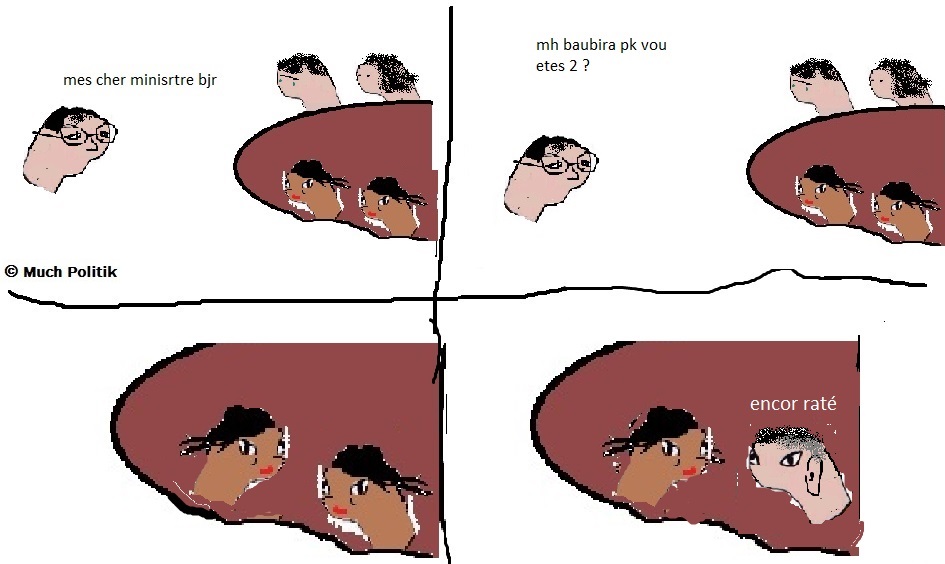 mes cher minisrtre bjr
mh baubira pk vou
etes 2 ?
© Much Politik
encor raté